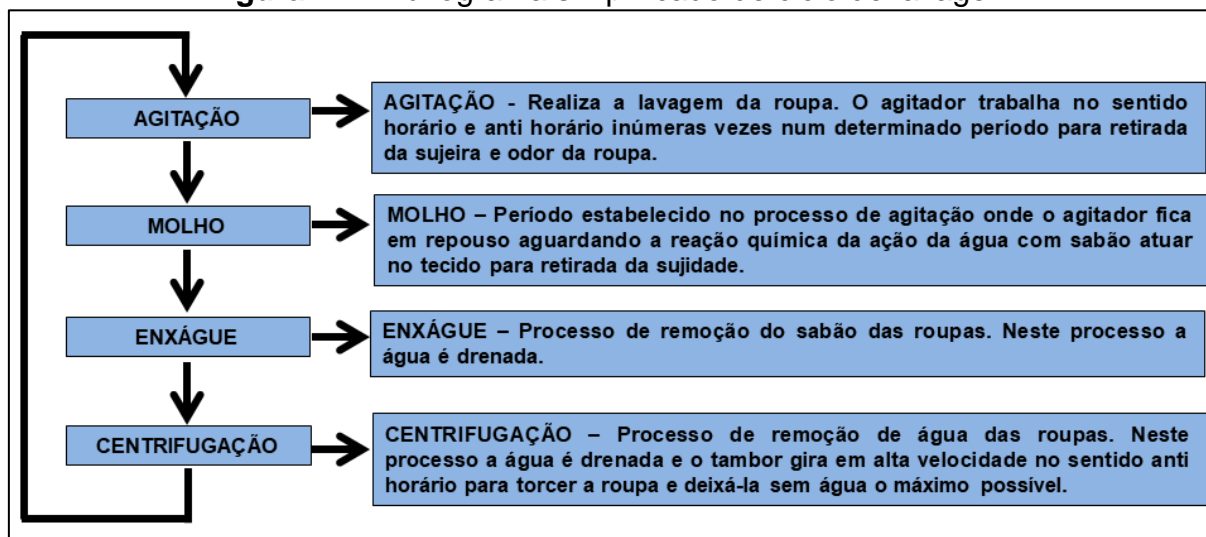 AGITAÇÃO
AGITAÇÃO - Realiza a lavagem da roupa. O agitador trabalha no sentido
horário e anti horário inúmeras vezes num determinado período para retirada
da sujeira e odor da roupa.
MOLHO
MOLHO – Período estabelecido no processo de agitação onde o agitador fica
em repouso aguardando a reação química da ação da água com sabão atuar
no tecido para retirada da sujidade.
ENXÁGUE
ENXÁGUE – Processo de remoção do sabão das roupas. Neste processo a
água é drenada.
CENTRIFUGAÇÃO
CENTRIFUGAÇÃO – Processo de remoção de água das roupas. Neste
processo a água é drenada e o tambor gira em alta velocidade no sentido anti
horário para torcer a roupa e deixá-la sem água o máximo possível.